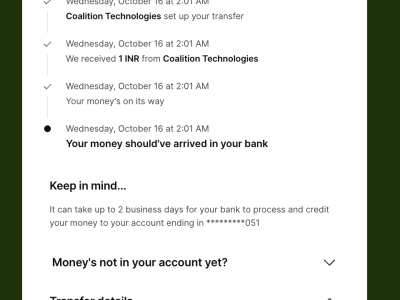 Wednesday, October 16 at 2:01 AM
Coalition Technologies set up your transfer
Wednesday, October 16 at 2:01 AM
We received 1 INR from Coalition Technologies
Wednesday, October 16 at 2:01 AM
Your money's on its way
Wednesday, October 16 at 2:01 AM
Your money should've arrived in your bank
Keep in mind...
It can take up to 2 business days for your bank to process and credit
your money to your account ending in *********051
Money's not in your account yet?
Transfer details